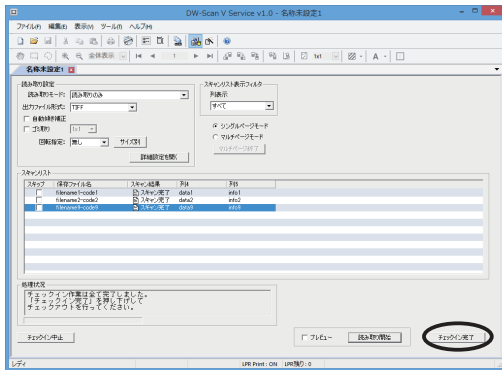 DW-Scan V Service v1.0 - 名称未設定1
ファイル(F) 編集(E) 表示(V) ツール(T) ヘルプ(H)
全体表示 1 1x1 A
名称未設定1
読み取り設定
読み取りモード: 読み取りのみ
出力ファイル形式: TIFF
自動傾き補正
ゴミ取り 1x1
回転指定: 無し サイズ別
詳細設定を開く
スキャンリスト表示フィルター
列表示
すべて
シングルページモード
マルチページモード
マルチページ終了
スキャンリスト
スキップ 保存ファイル名 スキャン結果 列4 列5
filename1-code1 スキャン完了 data1 info1
filename2-code2 スキャン完了 data2 info2
filename9-code9 スキャン完了 data9 info9
処理状況
チェックイン作業は全て完了しました。
「チェックイン完了」を押し下げして
チェックアウトを行ってください。
チェックイン中止
プレビュー 読み取り開始 チェックイン完了
レディ LPR Print : ON LPR残り : 0